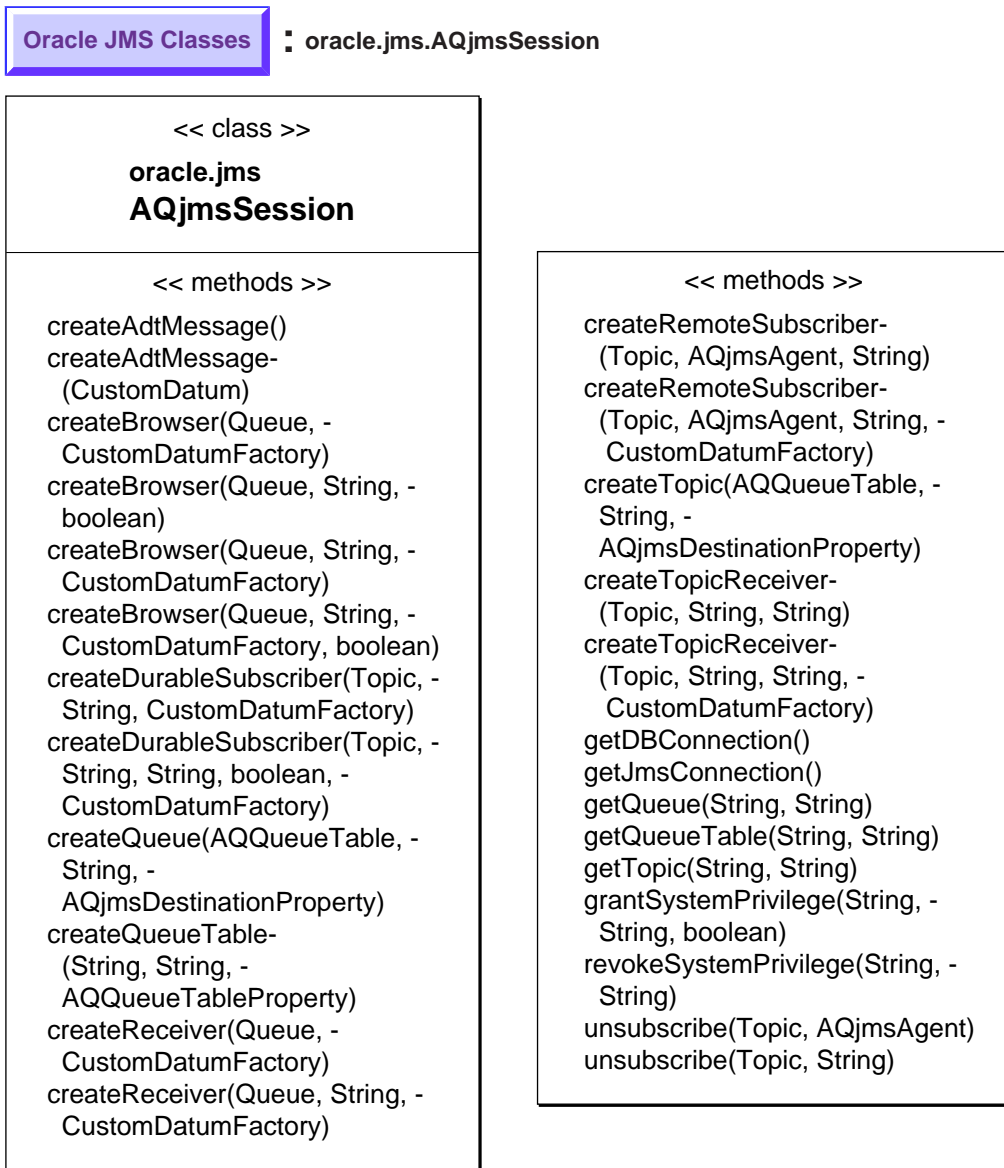 Oracle JMS Classes : oracle.jms.AQjmsSession
<< class >>
oracle.jms
AQjmsSession
<< methods >>
createAdtMessage()
createAdtMessage-
(CustomDatum)
createBrowser(Queue, -
CustomDatumFactory)
createBrowser(Queue, String, -
boolean)
createBrowser(Queue, String, -
CustomDatumFactory)
createBrowser(Queue, String, -
CustomDatumFactory, boolean)
createDurableSubscriber(Topic, -
String, CustomDatumFactory)
createDurableSubscriber(Topic, -
String, String, boolean, -
CustomDatumFactory)
createQueue(AQQueueTable, -
String, -
AQjmsDestinationProperty)
createQueueTable-
(String, String, -
AQQueueTableProperty)
createReceiver(Queue, -
CustomDatumFactory)
createReceiver(Queue, String, -
CustomDatumFactory)
<< methods >>
createRemoteSubscriber-
(Topic, AQjmsAgent, String)
createRemoteSubscriber-
(Topic, AQjmsAgent, String, -
CustomDatumFactory)
createTopic(AQQueueTable, -
String, -
AQjmsDestinationProperty)
createTopicReceiver-
(Topic, String, String)
createTopicReceiver-
(Topic, String, String, -
CustomDatumFactory)
getDBConnection()
getJmsConnection()
getQueue(String, String)
getQueueTable(String, String)
getTopic(String, String)
grantSystemPrivilege(String, -
String, boolean)
revokeSystemPrivilege(String, -
String)
unsubscribe(Topic, AQjmsAgent)
unsubscribe(Topic, String)